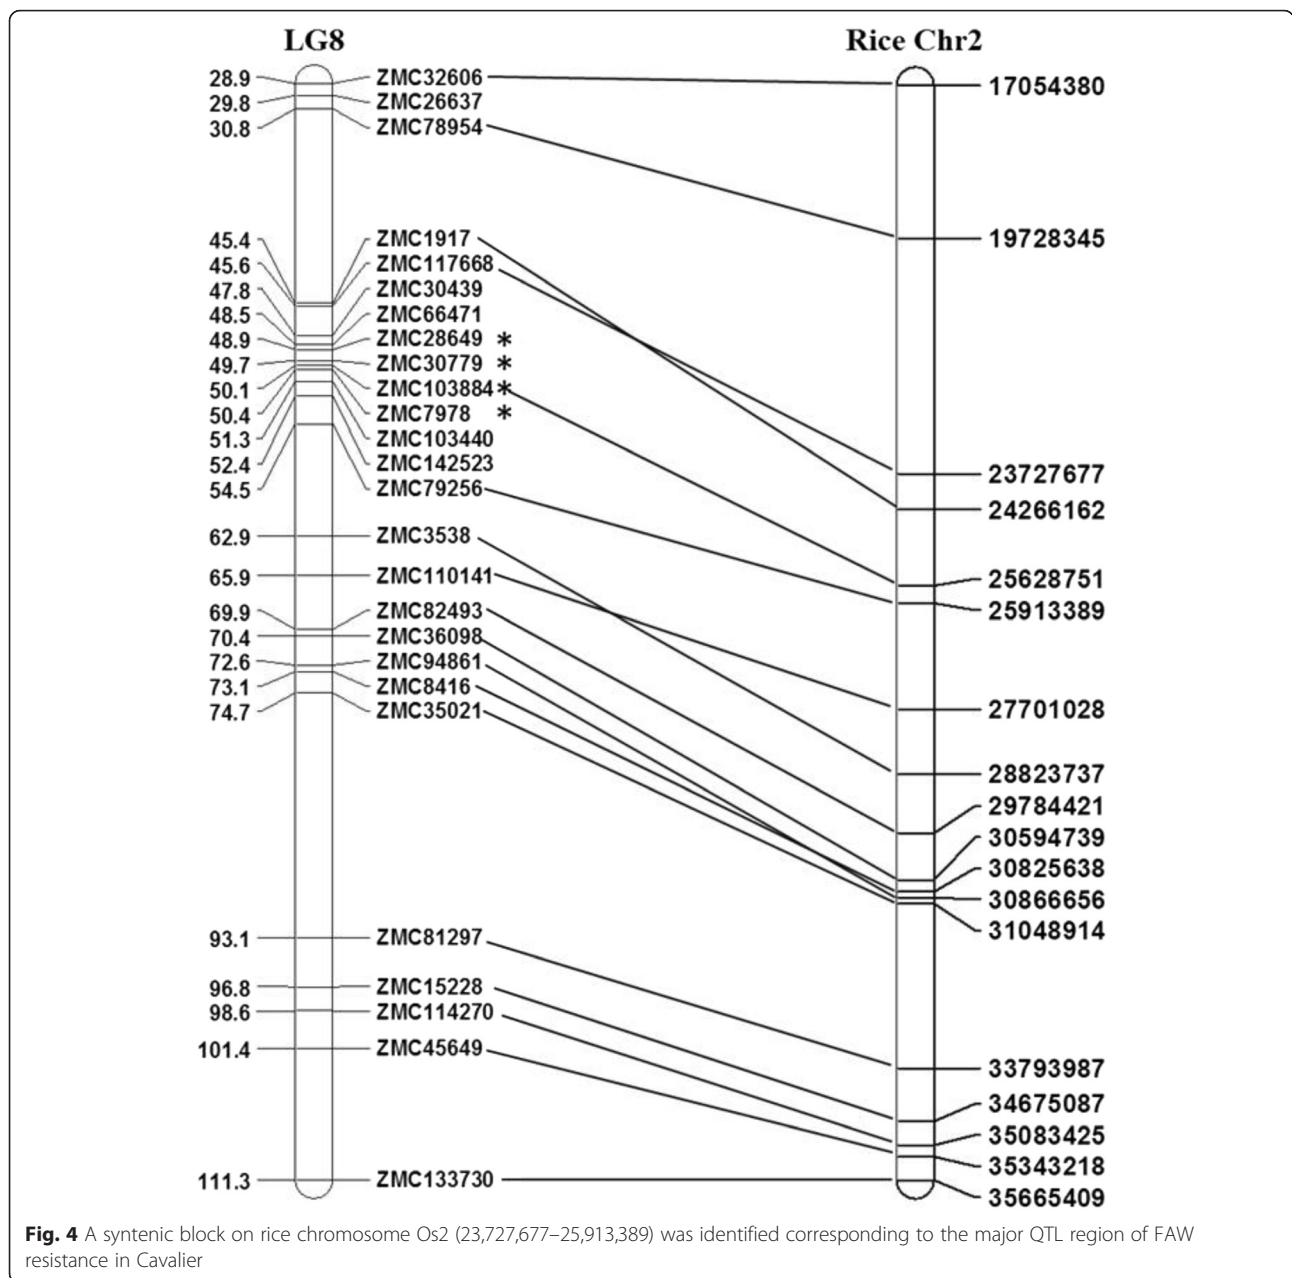 LG8
Rice Chr2
28.9 ZMC32606 17054380
29.8 ZMC26637
30.8 ZMC78954
19728345
45.4 ZMC1917
45.6 ZMC117668
47.8 ZMC30439
48.5 ZMC66471
48.9 ZMC28649 *
49.7 ZMC30779 *
50.1 ZMC103884 *
50.4 ZMC7978 *
51.3 ZMC103440
52.4 ZMC142523
54.5 ZMC79256
23727677
24266162
62.9 ZMC3538
65.9 ZMC110141
25628751
25913389
69.9 ZMC82493
70.4 ZMC36098
72.6 ZMC94861
73.1 ZMC8416
74.7 ZMC35021
27701028
28823737
29784421
30594739
30825638
30866656
31048914
93.1 ZMC81297
96.8 ZMC15228
98.6 ZMC114270
101.4 ZMC45649
33793987
34675087
35083425
35343218
111.3 ZMC133730
35665409
Fig. 4 A syntenic block on rice chromosome Os2 (23,727,677–25,913,389) was identified corresponding to the major QTL region of FAW
resistance in Cavalier